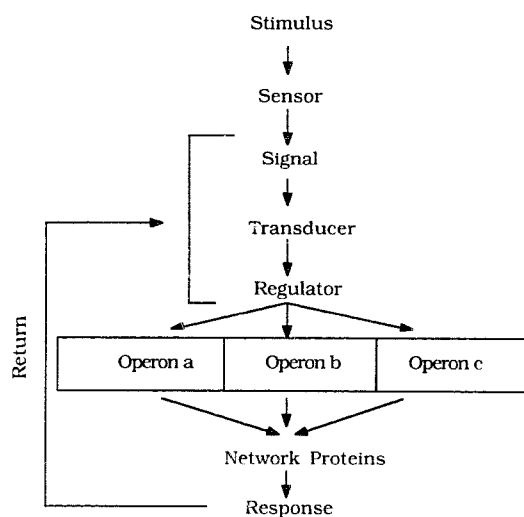 Stimulus
Sensor
Signal
Transducer
Regulator
Operon a
Operon b
Operon c
Network Proteins
Response
Return